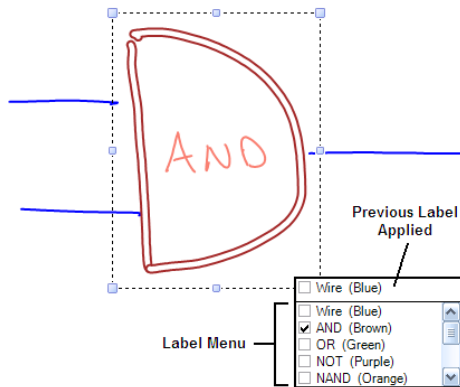 AND
Previous Label
Applied
Wire (Blue)
Label Menu
Wire (Blue)
AND (Brown)
OR (Green)
NOT (Purple)
NAND (Orange)